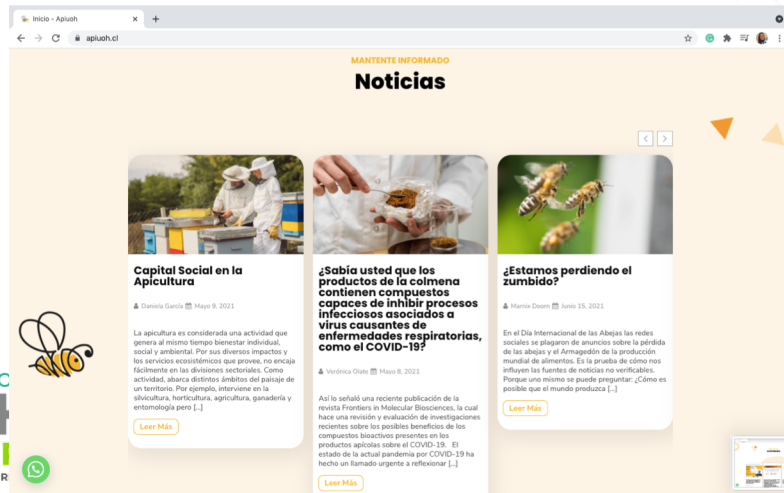 Inicio - Apiuoh
apiuoh.cl
MANTENTE INFORMADO
Noticias
Capital Social en la
Apicultura
Daniela García Mayo 9, 2021
La apicultura es considerada una actividad que
genera al mismo tiempo bienestar individual,
social y ambiental. Por sus diversos impactos y
los servicios ecosistémicos que provee, no encaja
fácilmente en las divisiones sectoriales. Como
actividad, abarca distintos ámbitos del paisaje de
un territorio. Por ejemplo, interviene en la
silvicultura, horticultura, agricultura, ganadería y
entomología pero [...]
Leer Más
¿Sabía usted que los
productos de la colmena
contienen compuestos
capaces de inhibir procesos
infecciosos asociados a
virus causantes de
enfermedades respiratorias,
como el COVID-19?
Verónica Olate Mayo 8, 2021
Así lo señaló una reciente publicación de la
revista Frontiers in Molecular Biosciences, la cual
hace una revisión y evaluación de investigaciones
recientes sobre los posibles beneficios de los
compuestos bioactivos presentes en los
productos apícolas sobre el COVID-19. El
estado de la actual pandemia por COVID-19 ha
hecho un llamado urgente a reflexionar [...]
Leer Más
¿Estamos perdiendo el
zumbido?
Marnix Doorn Junio 15, 2021
En el Día Internacional de las Abejas las redes
sociales se plagaron de anuncios sobre la pérdida
de las abejas y el Armagedón de la producción
mundial de alimentos. Es la prueba de cómo nos
influyen las fuentes de noticias no verificables.
Porque uno mismo se puede preguntar: ¿Cómo es
posible que el mundo produzca [...]
Leer Más